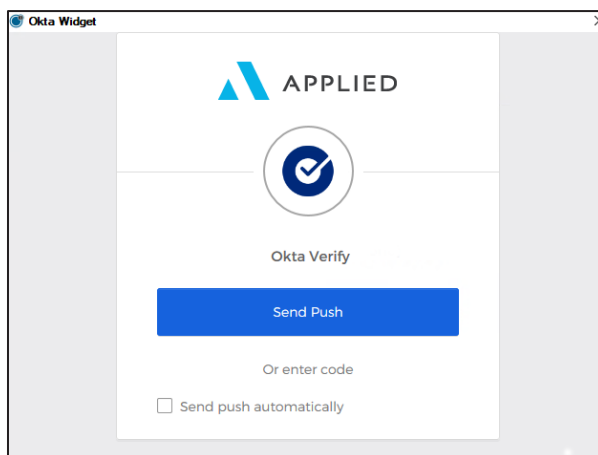 Okta Widget
APPLIED
Okta Verify
Send Push
Or enter code
Send push automatically